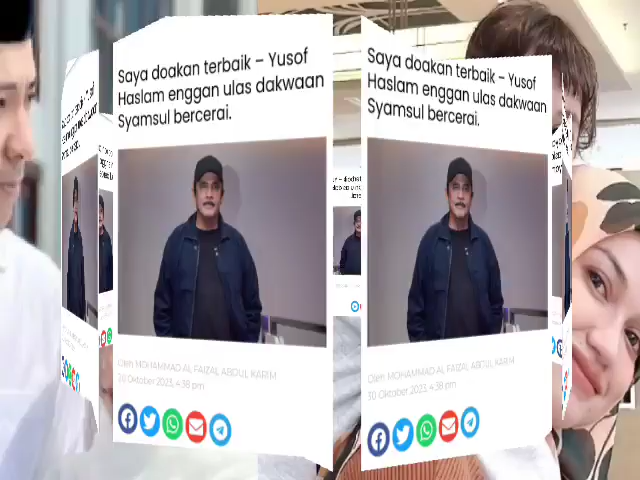 Saya doakan terbaik – Yusof
Haslam enggan ulas dakwaan
Syamsul bercerai.
Oleh MOHAMMAD AL FAIZAL ABDUL KARIM
30 Oktober 2023, 4:38 pm
Saya doakan terbaik – Yusof
Haslam enggan ulas dakwaan
Syamsul bercerai.
Oleh MOHAMMAD AL FAIZAL ABDUL KARIM
30 Oktober 2023, 4:38 pm